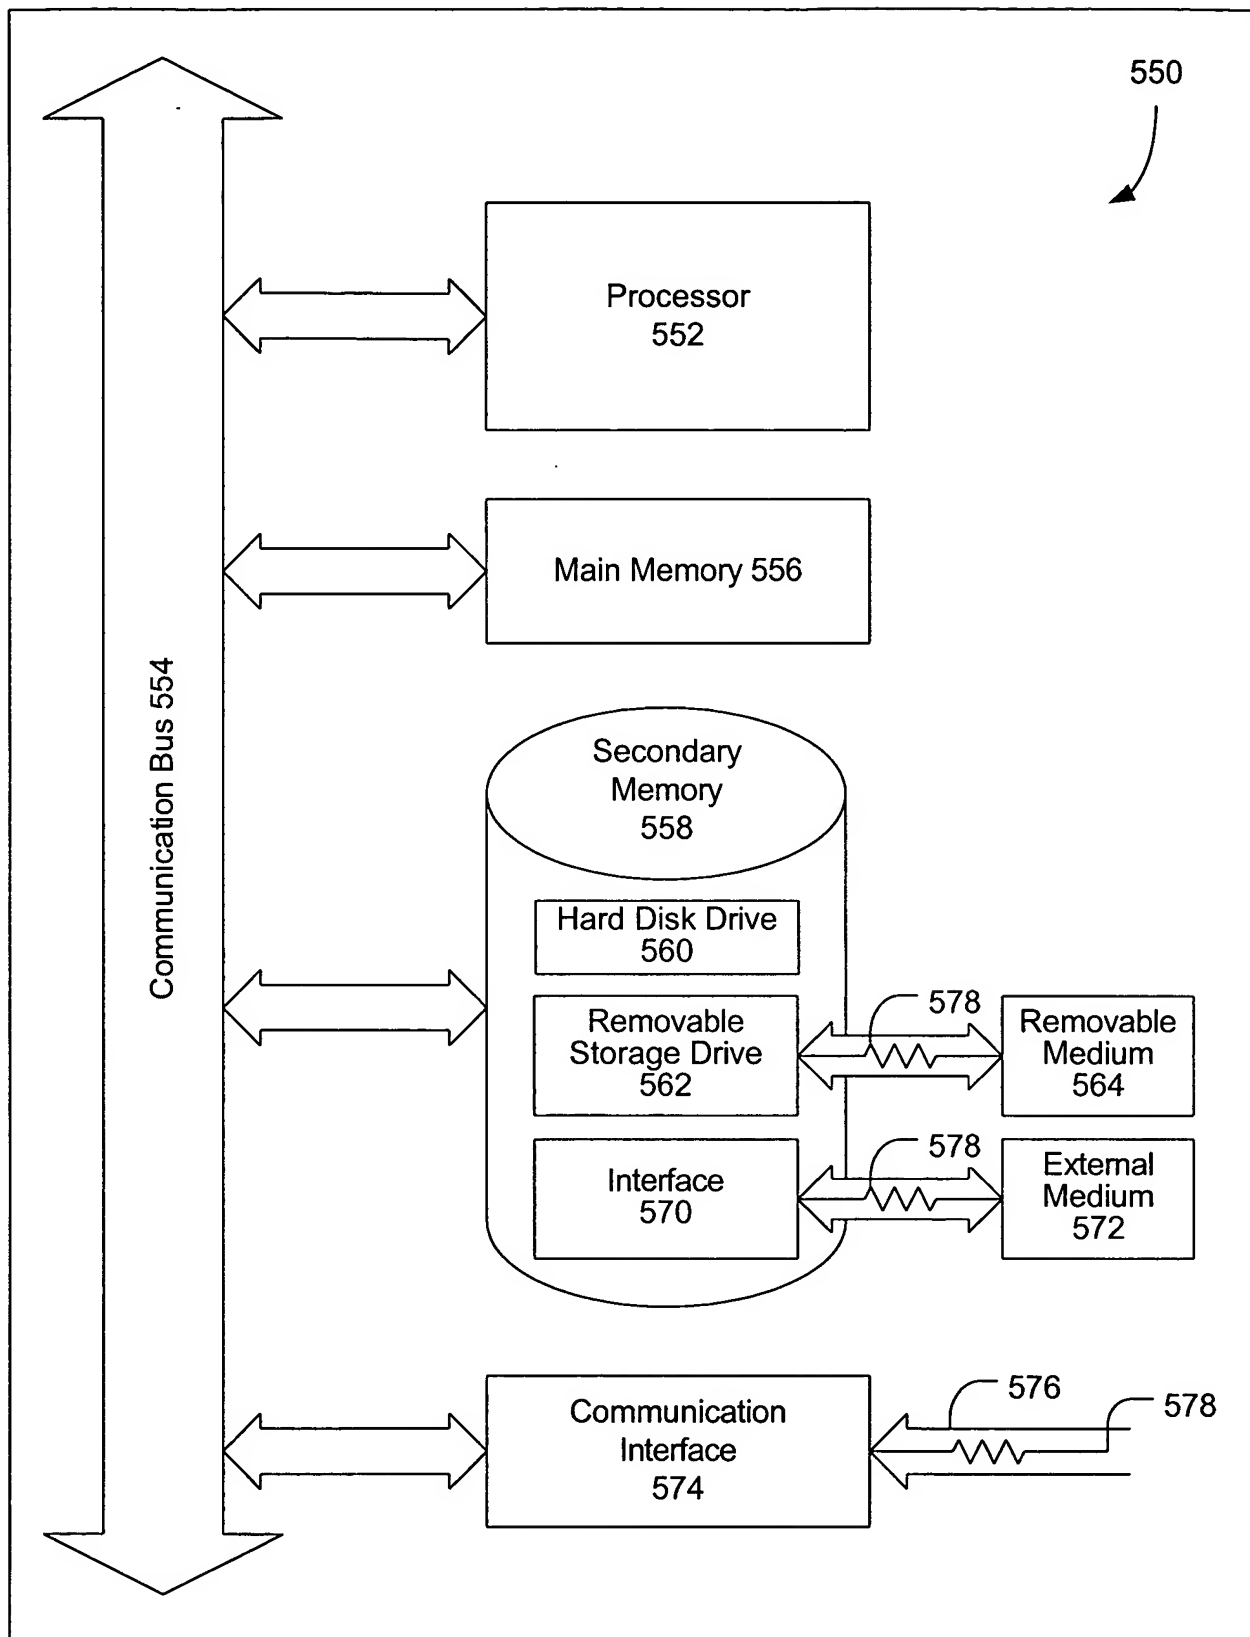 550
Processor
552
Main Memory 556
Communication Bus 554
Secondary
Memory
558
Hard Disk Drive
560
Removable
Storage Drive
562
578
Removable
Medium
564
Interface
570
578
External
Medium
572
Communication
Interface
574
576
578